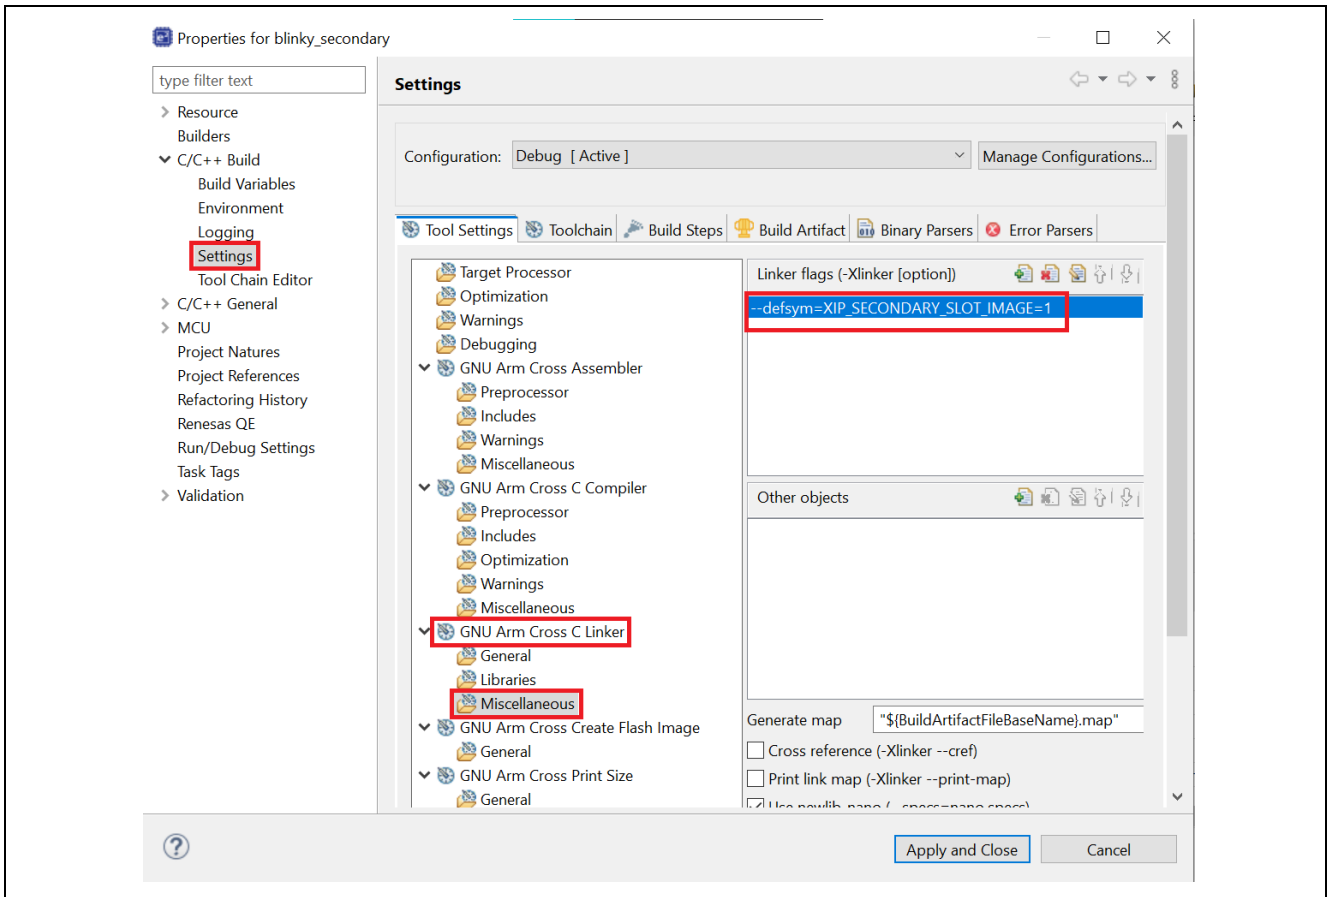 Properties for blinky_secondary
type filter text
Resource
Builders
C/C++ Build
Build Variables
Environment
Logging
Settings
Tool Chain Editor
C/C++ General
MCU
Project Natures
Project References
Refactoring History
Renesas QE
Run/Debug Settings
Task Tags
Validation
Settings
Configuration: Debug [ Active ] Manage Configurations...
Tool Settings Toolchain Build Steps Build Artifact Binary Parsers Error Parsers
Target Processor
Optimization
Warnings
Debugging
GNU Arm Cross Assembler
Preprocessor
Includes
Warnings
Miscellaneous
GNU Arm Cross C Compiler
Preprocessor
Includes
Optimization
Warnings
Miscellaneous
GNU Arm Cross C Linker
General
Libraries
Miscellaneous
GNU Arm Cross Create Flash Image
General
GNU Arm Cross Print Size
General
Linker flags (-Xlinker [option])
--defsym=XIP_SECONDARY_SLOT_IMAGE=1
Other objects
Generate map "${BuildArtifactFileBaseName}.map"
Cross reference (-Xlinker --cref)
Print link map (-Xlinker --print-map)
Use newlib-nano (--specs=nano.specs)
Apply and Close Cancel